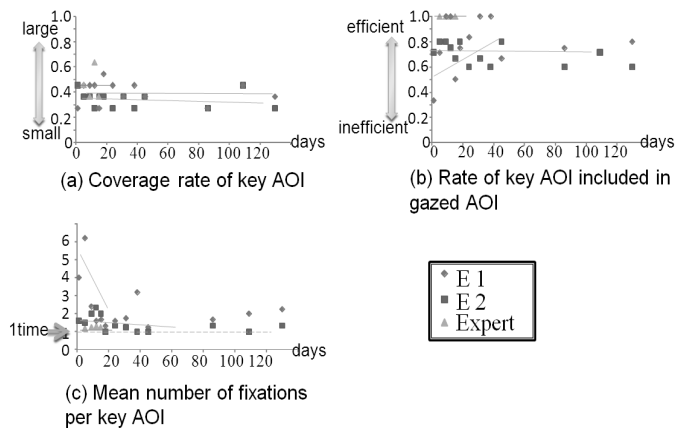 large
small
1.0
0.8
0.6
0.4
0.2
0
0 20 40 60 80 100 120
days
(a) Coverage rate of key AOI
efficient
inefficient
1.0
0.8
0.6
0.4
0.2
0
0 20 40 60 80 100 120
days
(b) Rate of key AOI included in
gazed AOI
6
5
4
3
2
1
1time
0 20 40 60 80 100 120
days
(c) Mean number of fixations
per key AOI
E 1
E 2
Expert